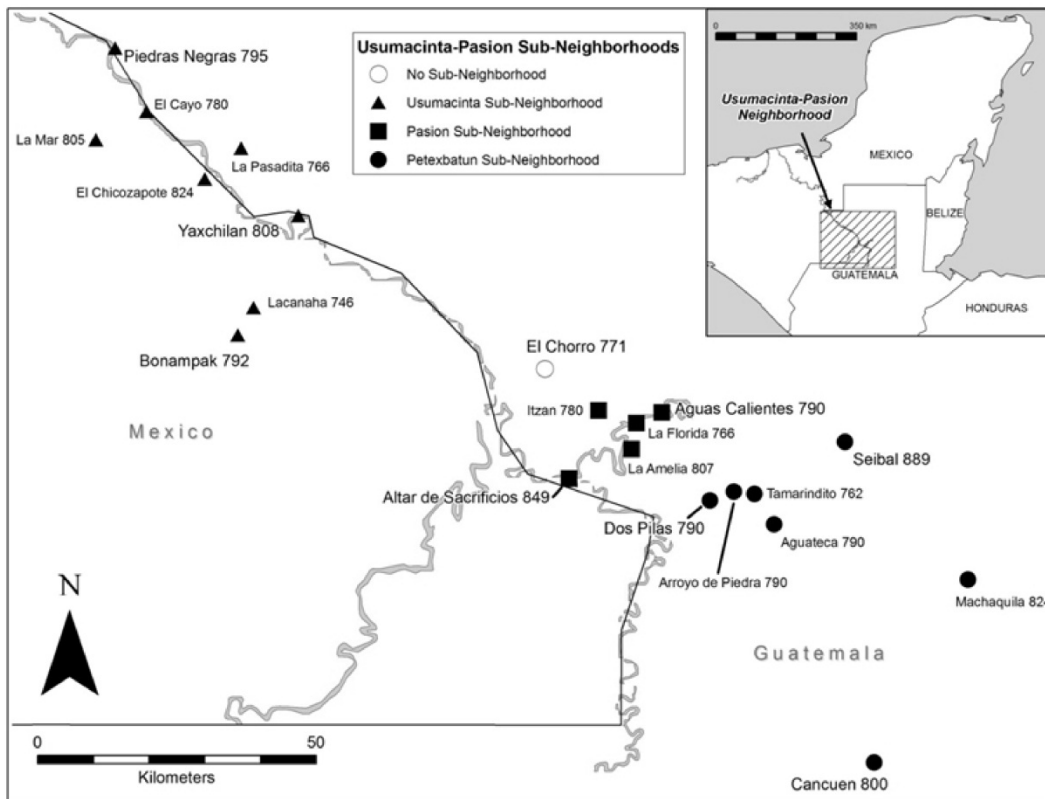 Piedras Negras 795
El Cayo 780
La Mar 805
La Pasadita 766
El Chicozapote 824
Yaxchilan 808
Lacanaha 746
Bonampak 792
Usumacinta-Pasion Sub-Neighborhoods
No Sub-Neighborhood
Usumacinta Sub-Neighborhood
Pasion Sub-Neighborhood
Petexbatun Sub-Neighborhood
0
350 km
Usumacinta-Pasion
Neighborhood
MEXICO
BELIZE
GUATEMALA
HONDURAS
El Chorro 771
Itzan 780
Aguas Calientes 790
La Florida 766
La Amelia 807
Altar de Sacrificios 849
Mexico
Seibal 889
Tamarindito 762
Dos Pilas 790
Aguateca 790
Arroyo de Piedra 790
Machaquila 824
Guatemala
Cancuen 800
N
0
50
Kilometers